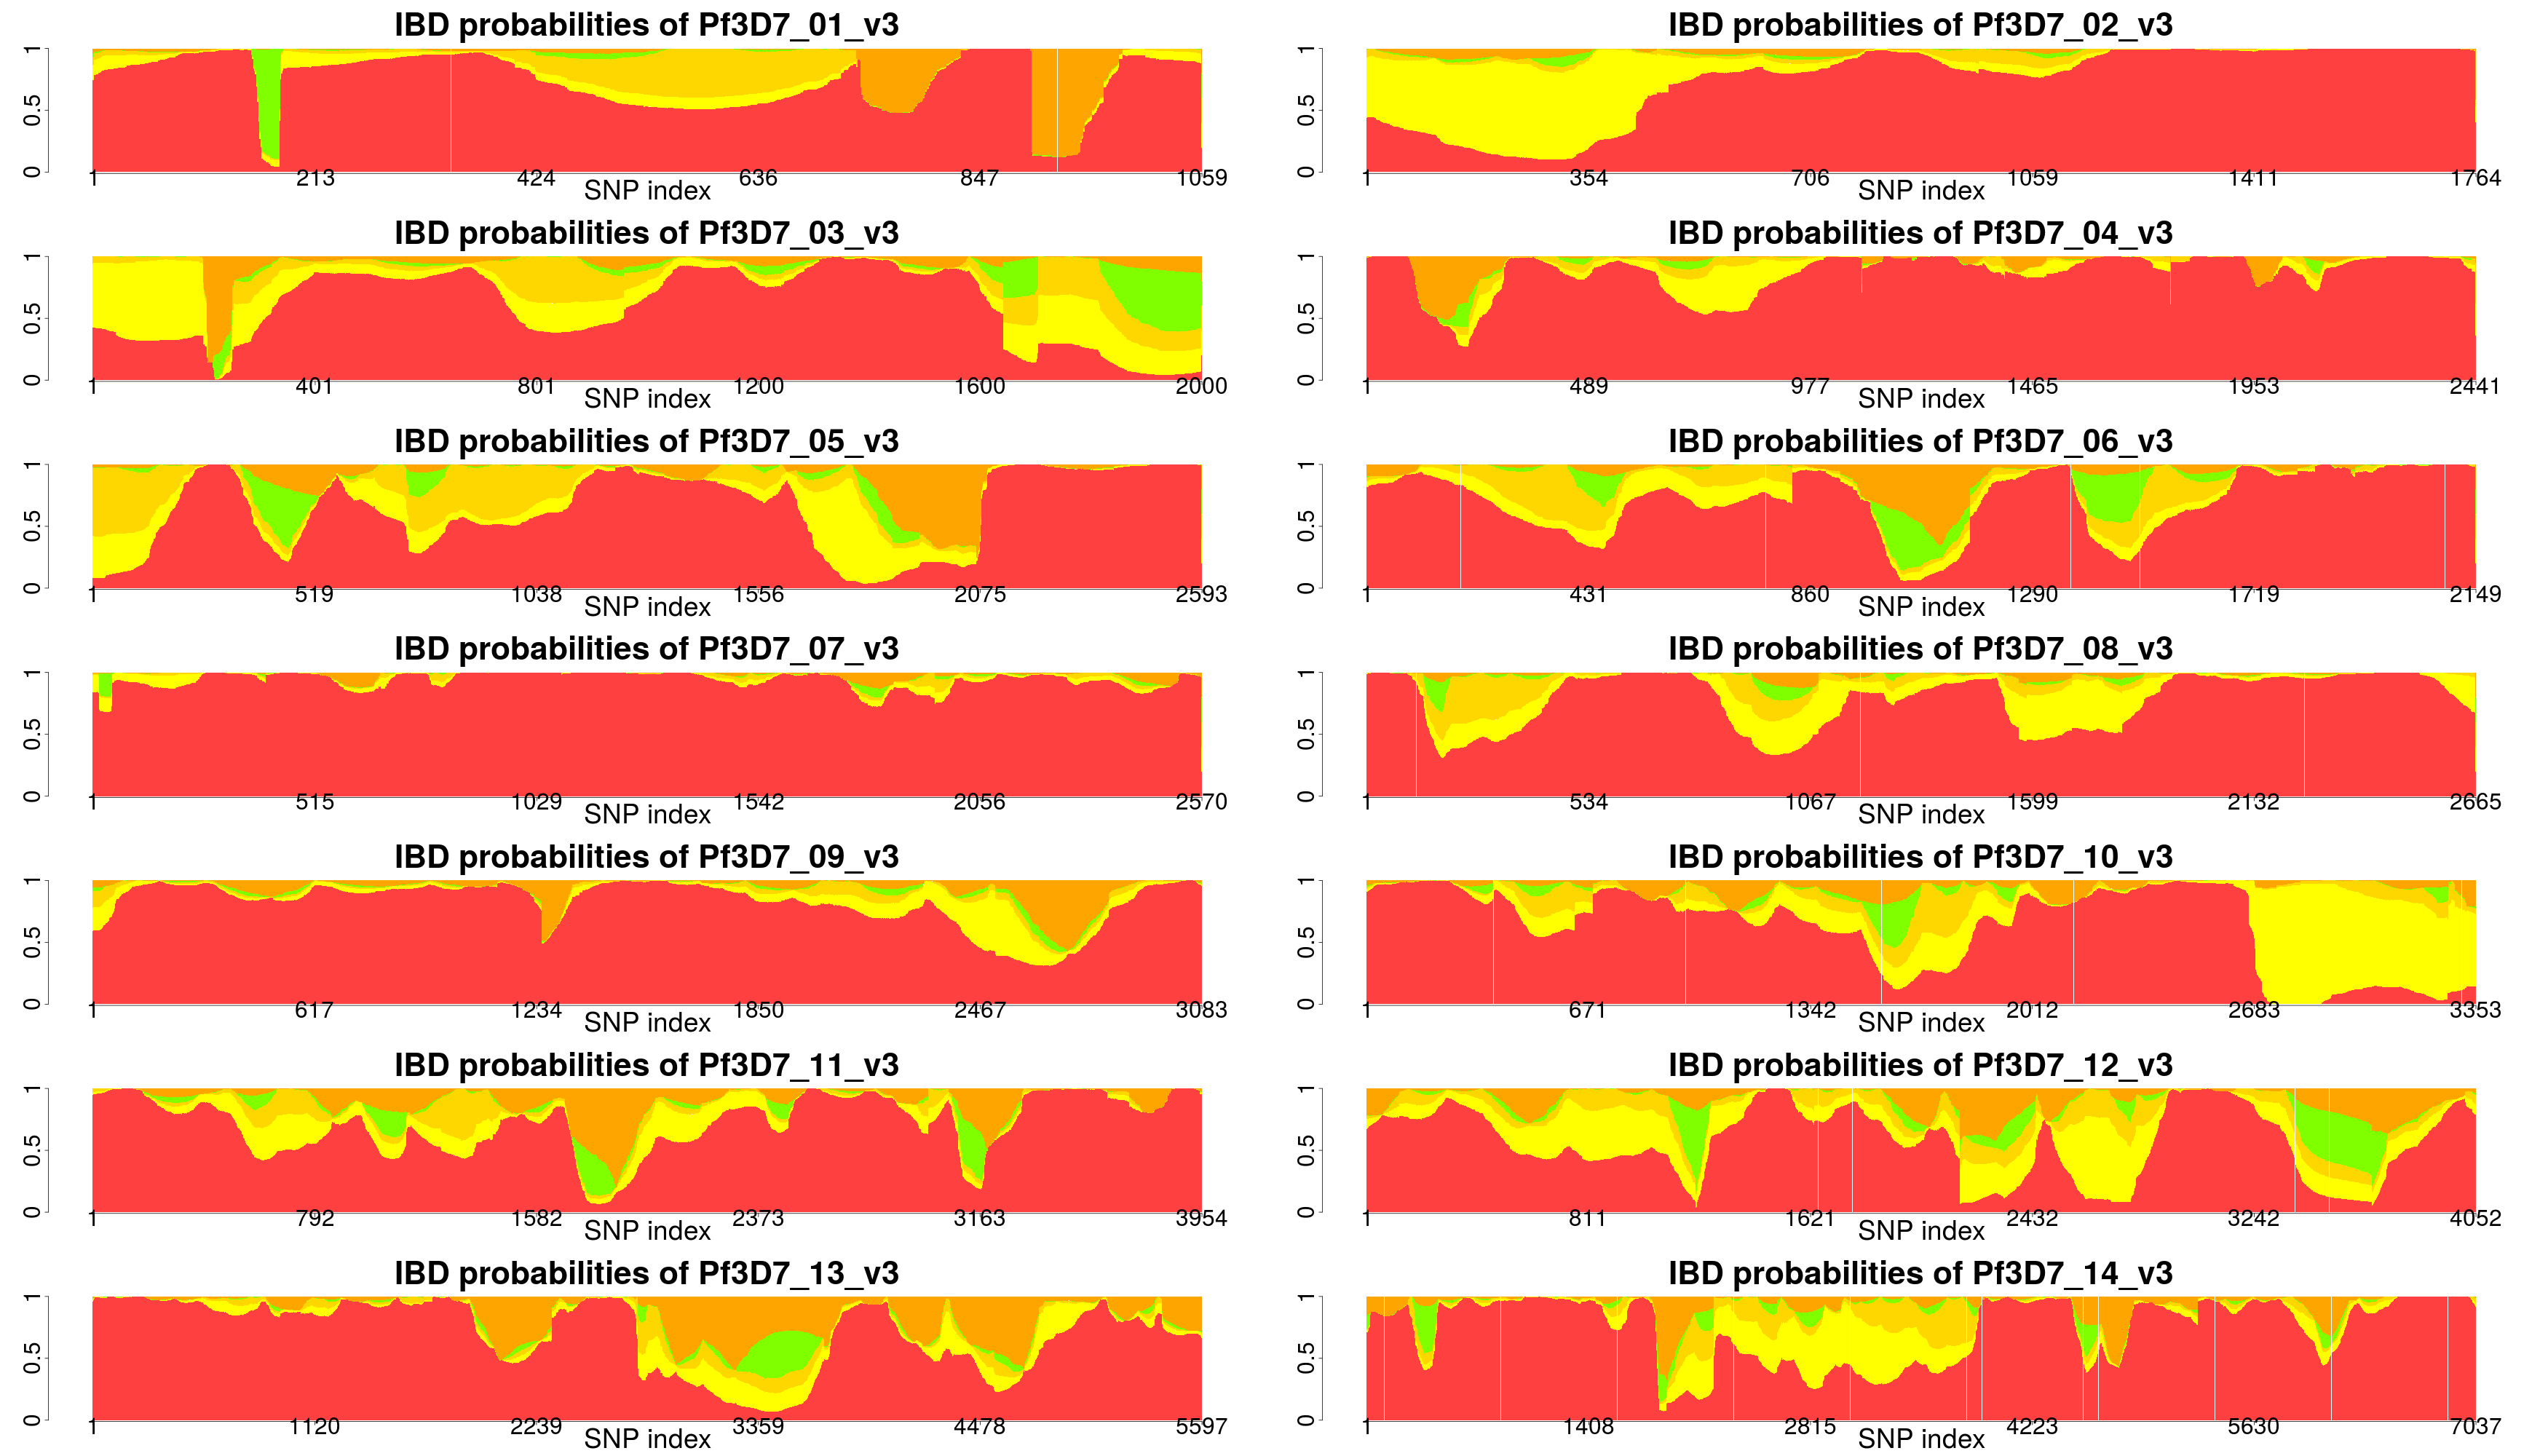 IBD probabilities of Pf3D7_01_v3
0 0.5 1
1 213 424 636 847 1059
SNP index
IBD probabilities of Pf3D7_02_v3
0 0.5 1
1 354 706 1059 1411 1764
SNP index
IBD probabilities of Pf3D7_03_v3
0 0.5 1
1 401 801 1200 1600 2000
SNP index
IBD probabilities of Pf3D7_04_v3
0 0.5 1
1 489 977 1465 1953 2441
SNP index
IBD probabilities of Pf3D7_05_v3
0 0.5 1
1 519 1038 1556 2075 2593
SNP index
IBD probabilities of Pf3D7_06_v3
0 0.5 1
1 431 860 1290 1719 2149
SNP index
IBD probabilities of Pf3D7_07_v3
0 0.5 1
1 515 1029 1542 2056 2570
SNP index
IBD probabilities of Pf3D7_08_v3
0 0.5 1
1 534 1067 1599 2132 2665
SNP index
IBD probabilities of Pf3D7_09_v3
0 0.5 1
1 617 1234 1850 2467 3083
SNP index
IBD probabilities of Pf3D7_10_v3
0 0.5 1
1 671 1342 2012 2683 3353
SNP index
IBD probabilities of Pf3D7_11_v3
0 0.5 1
1 792 1582 2373 3163 3954
SNP index
IBD probabilities of Pf3D7_12_v3
0 0.5 1
1 811 1621 2432 3242 4052
SNP index
IBD probabilities of Pf3D7_13_v3
0 0.5 1
1 1120 2239 3359 4478 5597
SNP index
IBD probabilities of Pf3D7_14_v3
0 0.5 1
1 1408 2815 4223 5630 7037
SNP index